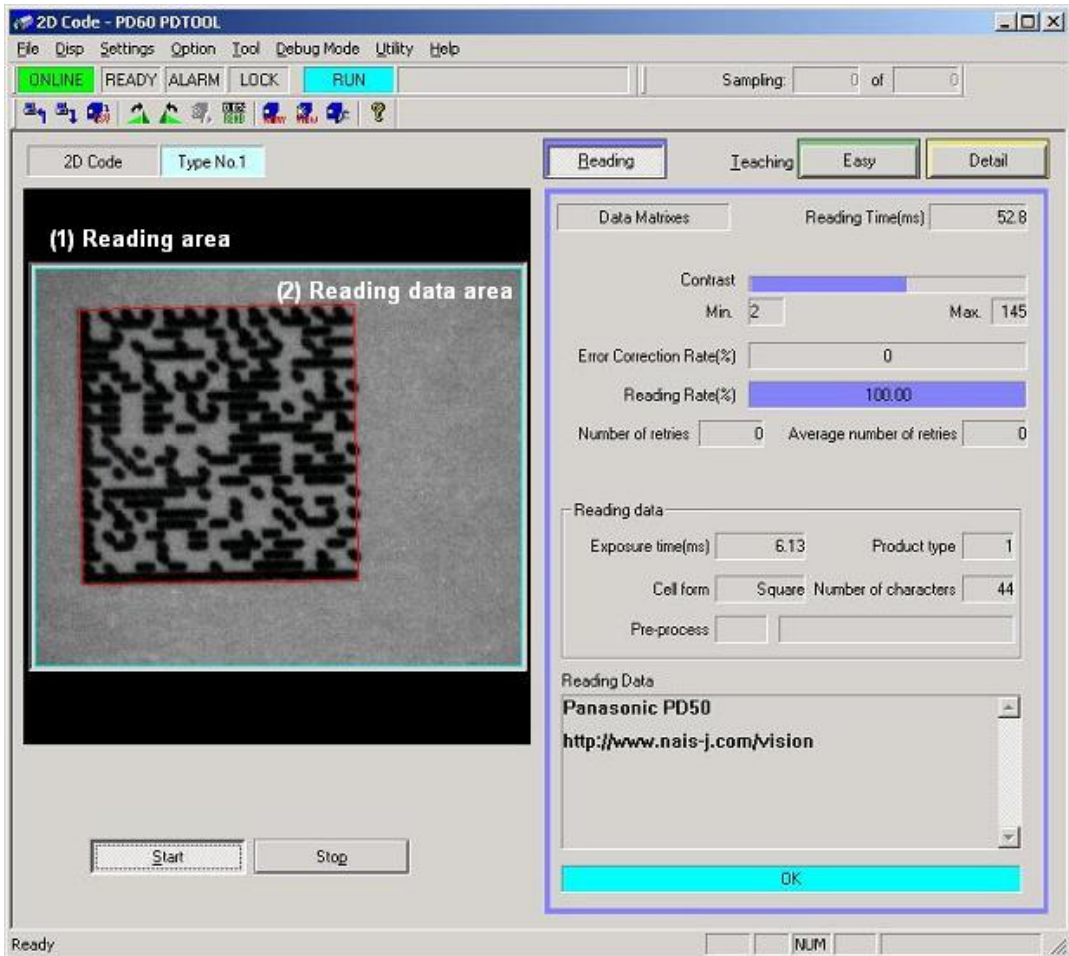 2D Code - PD60 PDTOOL
File Disp Settings Option Tool Debug Mode Utility Help
ONLINE READY ALARM LOCK RUN Sampling: 0 of 0
2D Code Type No.1 Reading Teaching Easy Detail
(1) Reading area
(2) Reading data area
Data Matrixes Reading Time(ms) 52.8
Contrast
Min. 2 Max. 145
Error Correction Rate(%) 0
Reading Rate(%) 100.00
Number of retries 0 Average number of retries 0
Reading data
Exposure time(ms) 6.13 Product type 1
Cell form Square Number of characters 44
Pre-process
Reading Data
Panasonic PD50
http://www.nais-j.com/vision
Start Stop
OK
Ready NUM